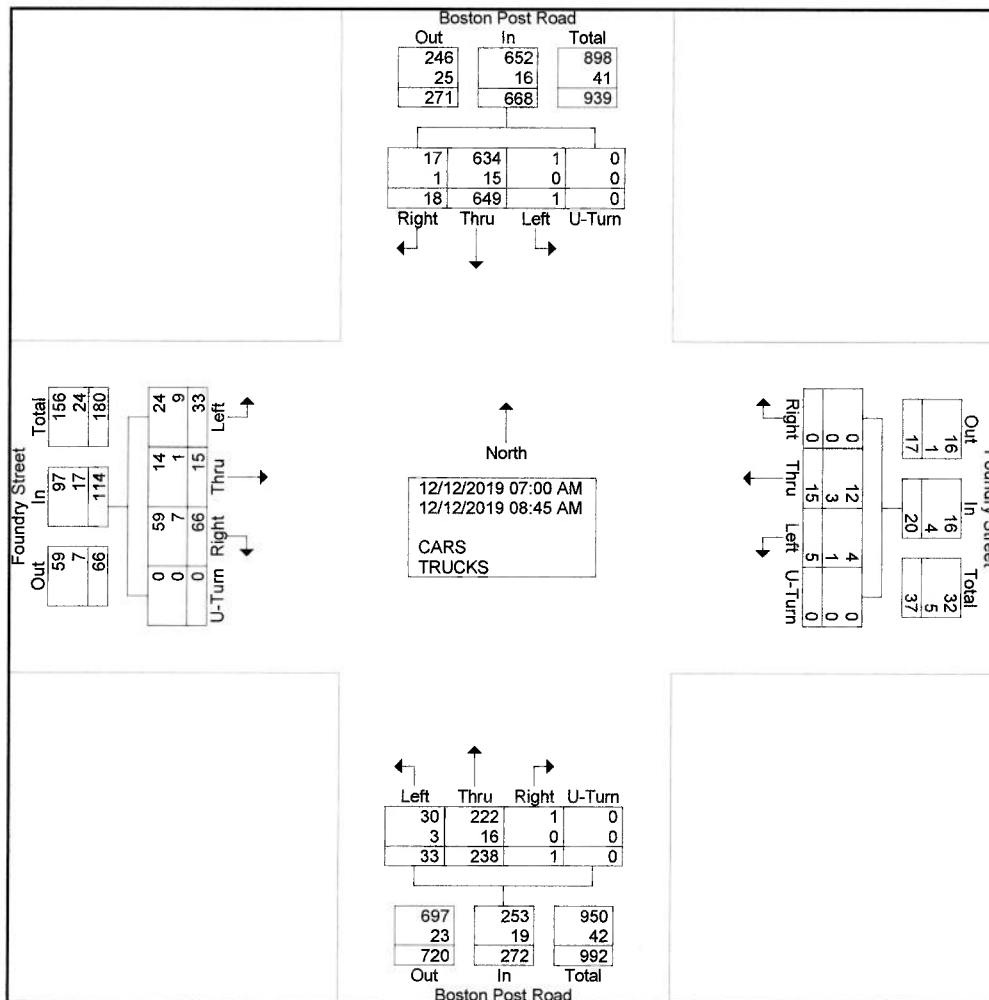 Boston Post Road
Out In Total
246 652 898
25 16 41
271 668 939
17 634 1 0
1 15 0 0
18 649 1 0
Right Thru Left U-Turn
Foundry Street
Total In Out
156 97 59
24 17 7
180 114 66
24 14 59 0
9 1 7 0
33 15 66 0
Left Thru Right U-Turn
North
12/12/2019 07:00 AM
12/12/2019 08:45 AM
CARS
TRUCKS
Right Thru Left U-Turn
0 12 4 0
0 3 1 0
0 15 5 0
Out In Total
16 16 32
1 4 5
17 20 37
Foundry Street
Left Thru Right U-Turn
30 222 1 0
3 16 0 0
33 238 1 0
697 253 950
23 19 42
720 272 992
Out In Total
Boston Post Road